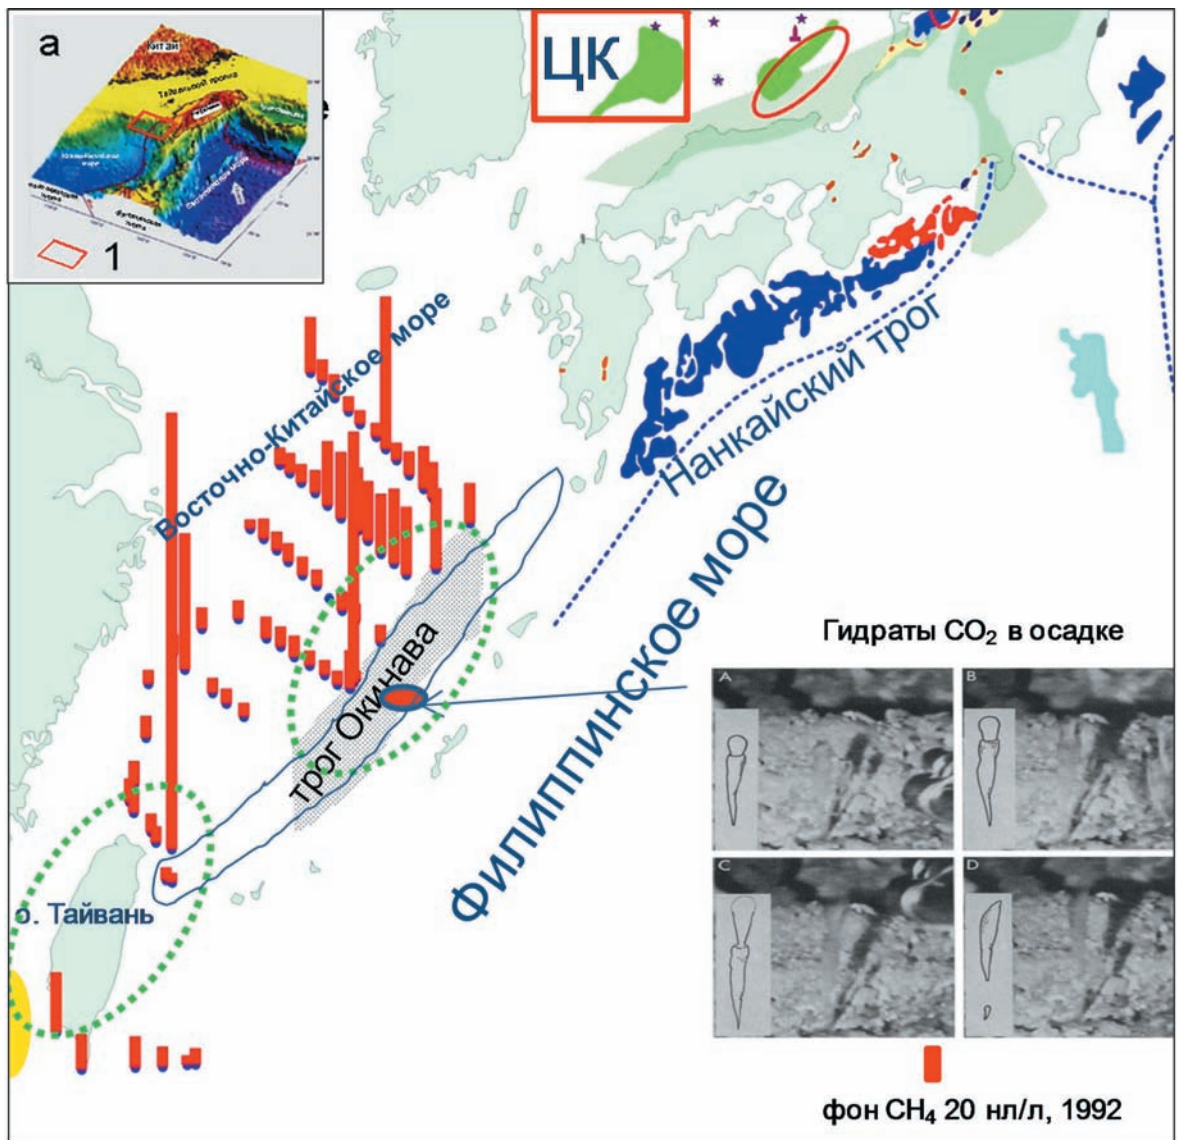 а
Китай
1
ЦК
Восточно-Китайское море
Нанкайский трог
Филиппинское море
трог Окинава
о. Тайвань
Гидраты CO₂ в осадке
A
B
C
D
фон CH₄ 20 нл/л, 1992